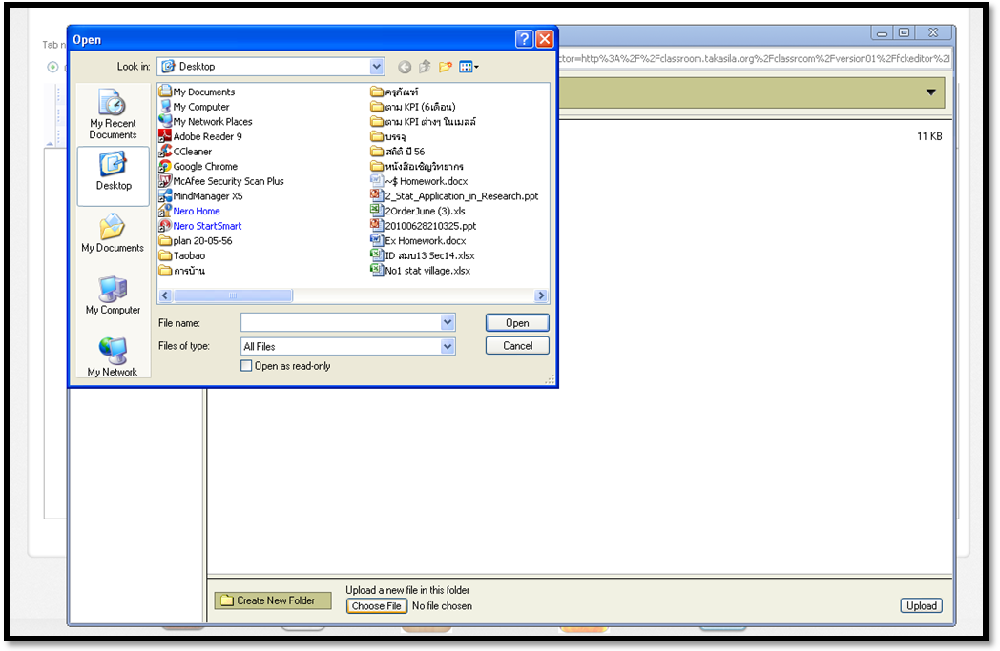 Open
Look in: Desktop
My Recent Documents
Desktop
My Documents
My Computer
My Network
My Documents
My Computer
My Network Places
Adobe Reader 9
CCleaner
Google Chrome
McAfee Security Scan Plus
MindManager X5
Nero Home
Nero StartSmart
plan 20-05-56
Taobao
การบ้าน
ครุภัณฑ์
ตาม KPI (6เดือน)
ตาม KPI ต่างๆ ในเมลล์
บรรจุ
สถิติ ปี 56
หนังสือเชิญวิทยากร
~$ Homework.docx
2_Stat_Application_in_Research.ppt
2OrderJune (3).xls
20100628210325.ppt
Ex Homework.docx
ID สมบ13 Sec14.xlsx
No1 stat village.xlsx
File name:
Open
Files of type: All Files
Cancel
Open as read-only
Tab n
ctor=http%3A%2F%2Fclassroom.takasila.org%2Fclassroom%2Fversion01%2Ffckeditor%2
11 KB
Create New Folder
Upload a new file in this folder
Choose File No file chosen
Upload